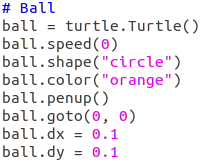 # Ball
ball = turtle.Turtle()
ball.speed(0)
ball.shape("circle")
ball.color("orange")
ball.penup()
ball.goto(0, 0)
ball.dx = 0.1
ball.dy = 0.1